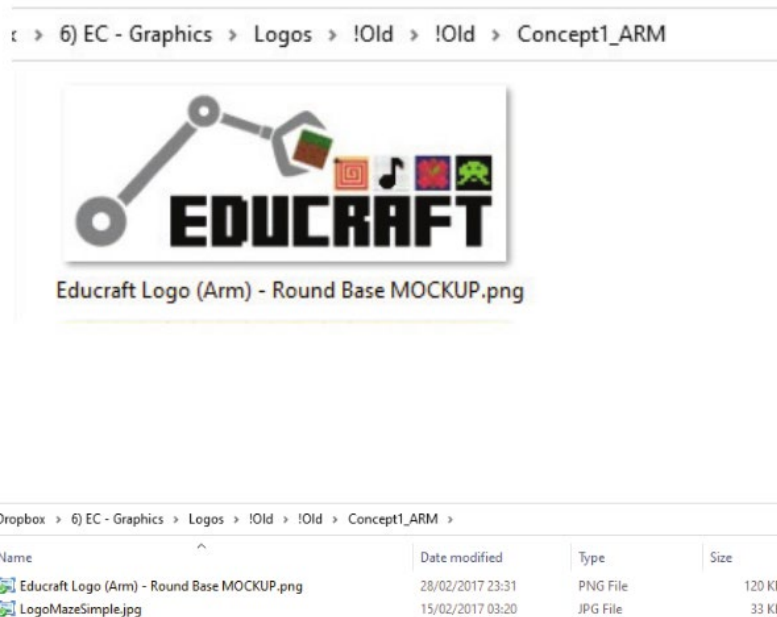 > 6) EC - Graphics > Logos > !Old > !Old > Concept1_ARM
EDUCRAFT
Educraft Logo (Arm) - Round Base MOCKUP.png
Dropbox > 6) EC - Graphics > Logos > !Old > !Old > Concept1_ARM >
Name Date modified Type Size
Educraft Logo (Arm) - Round Base MOCKUP.png 28/02/2017 23:31 PNG File 120 K
LogoMazeSimple.jpg 15/02/2017 03:20 JPG File 33 K